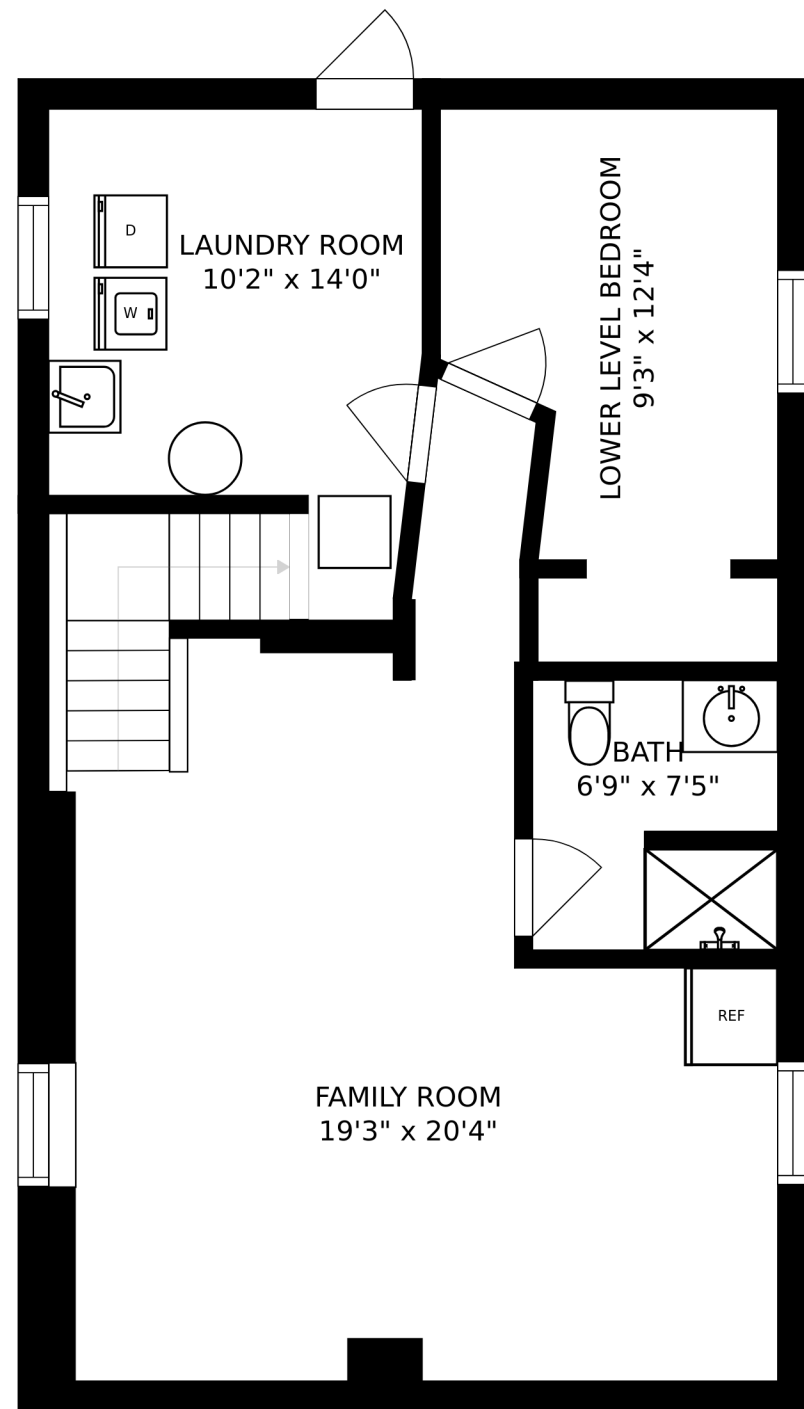 D
W
LAUNDRY ROOM
10'2" x 14'0"
LOWER LEVEL BEDROOM
9'3" x 12'4"
BATH
6'9" x 7'5"
REF
FAMILY ROOM
19'3" x 20'4"